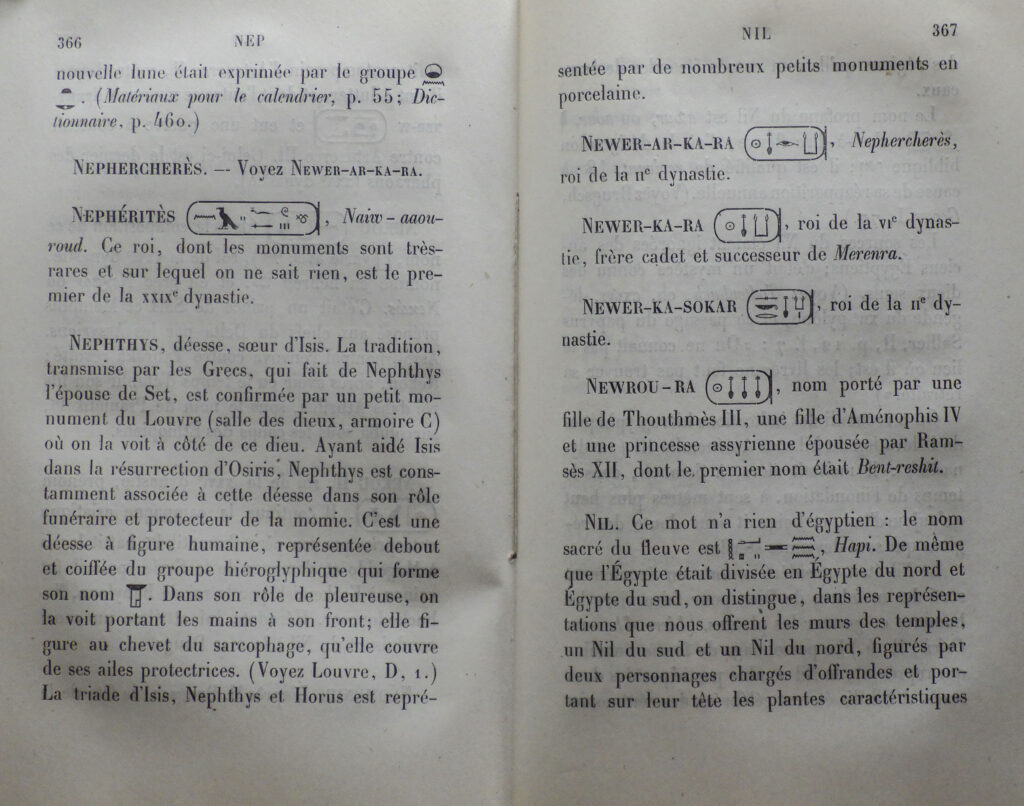 366
NEP
nouvelle lune était exprimée par le groupe
. (Matériaux pour le calendrier, p. 55; Dic-
tionnaire, p. 460.)
NEPHERCHERÈS. — Voyez NEWER-AR-KA-RA.
NEPHÉRITÈS , Naiw-aaou-
roud. Ce roi, dont les monuments sont très-
rares et sur lequel on ne sait rien, est le pre-
mier de la XXIXe dynastie.
NEPHTHYS, déesse, sœur d'Isis. La tradition,
transmise par les Grecs, qui fait de Nephthys
l'épouse de Set, est confirmée par un petit mo-
nument du Louvre (salle des dieux, armoire C)
où on la voit à côté de ce dieu. Ayant aidé Isis
dans la résurrection d'Osiris, Nephthys est cons-
tamment associée à cette déesse dans son rôle
funéraire et protecteur de la momie. C'est une
déesse à figure humaine, représentée debout
et coiffée du groupe hiéroglyphique qui forme
son nom . Dans son rôle de pleureuse, on
la voit portant les mains à son front; elle fi-
gure au chevet du sarcophage, qu'elle couvre
de ses ailes protectrices. (Voyez Louvre, D, 1.)
La triade d'Isis, Nephthys et Horus est repré-
NIL
367
sentée par de nombreux petits monuments en
porcelaine.
NEWER-AR-KA-RA , Nephercherès,
roi de la IIe dynastie.
NEWER-KA-RA , roi de la VIe dynas-
tie, frère cadet et successeur de Merenra.
NEWER-KA-SOKAR , roi de la IIe dy-
nastie.
NEWROU-RA , nom porté par une
fille de Thouthmès III, une fille d'Aménophis IV
et une princesse assyrienne épousée par Ram-
sès XII, dont le premier nom était Bent-reshit.
NIL. Ce mot n'a rien d'égyptien : le nom
sacré du fleuve est , Hapi. De même
que l'Égypte était divisée en Égypte du nord et
Égypte du sud, on distingue, dans les représen-
tations que nous offrent les murs des temples,
un Nil du sud et un Nil du nord, figurés par
deux personnages chargés d'offrandes et por-
tant sur leur tête les plantes caractéristiques